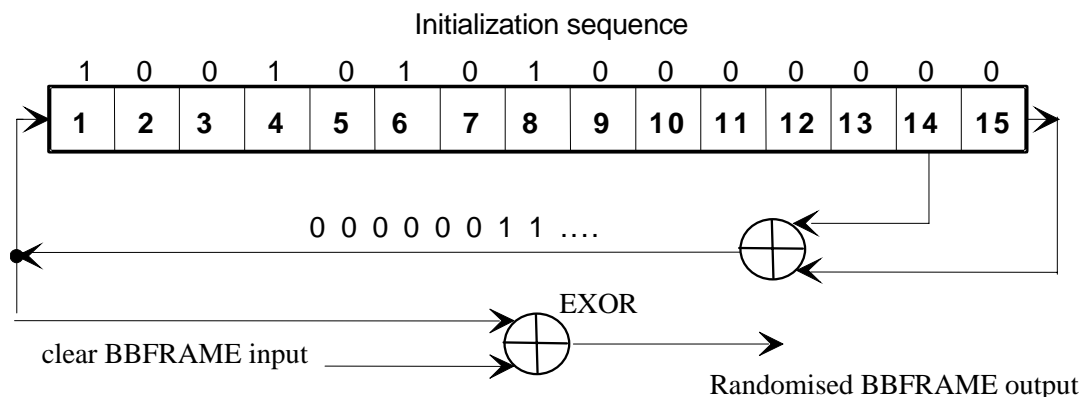 Initialization sequence
1 0 0 1 0 1 0 1 0 0 0 0 0 0 0
1 2 3 4 5 6 7 8 9 10 11 12 13 14 15
0 0 0 0 0 0 1 1 ....
EXOR
clear BBFRAME input
Randomised BBFRAME output